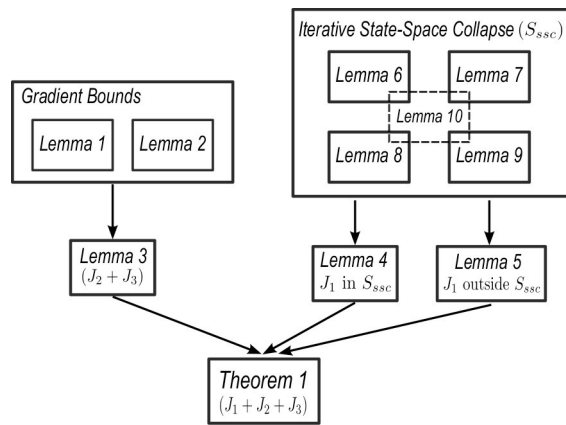 Iterative State-Space Collapse (S_ssc)
Lemma 6
Lemma 7
Lemma 10
Lemma 8
Lemma 9
Gradient Bounds
Lemma 1
Lemma 2
Lemma 3
(J_2 + J_3)
Lemma 4
J_1 in S_ssc
Lemma 5
J_1 outside S_ssc
Theorem 1
(J_1 + J_2 + J_3)